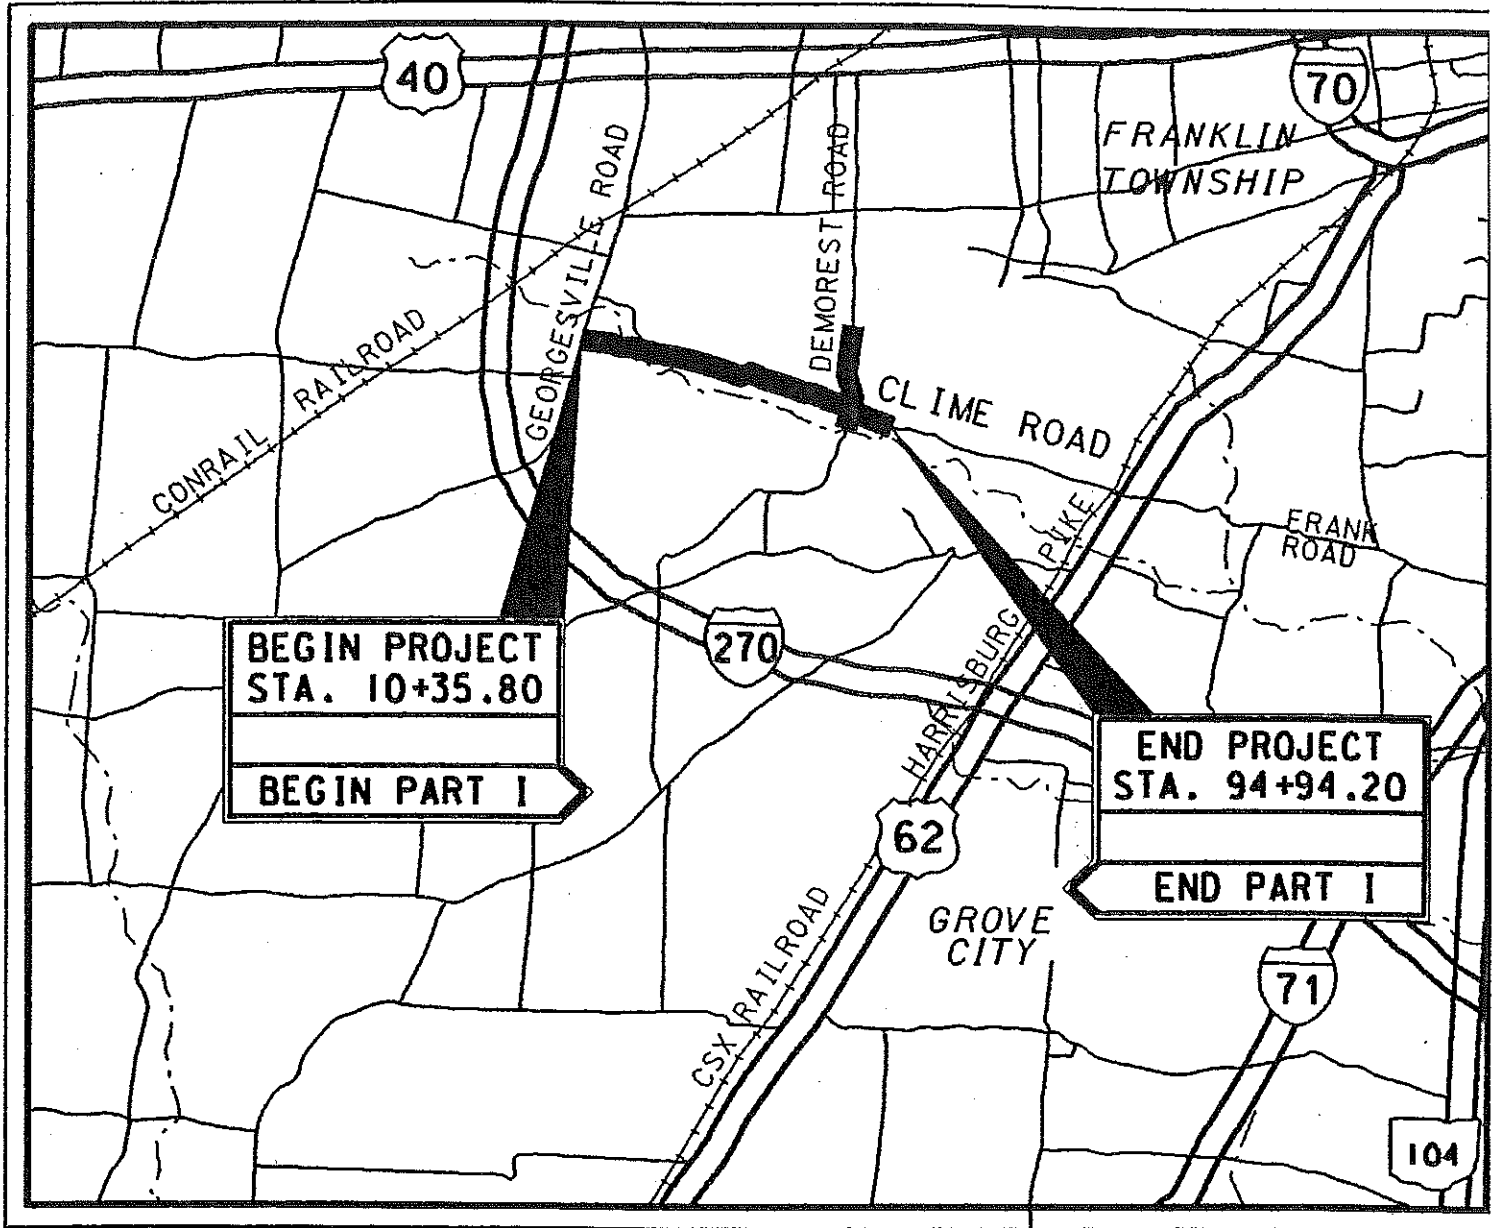 40
70
FRANKLIN
TOWNSHIP
GEORGESVILLE ROAD
DEMOREST ROAD
CONRAIL RAILROAD
CLIME ROAD
FRANK
ROAD
HARRISBURG PIKE
BEGIN PROJECT
STA. 10+35.80
BEGIN PART 1
270
END PROJECT
STA. 94+94.20
END PART 1
62
GROVE
CITY
CSX RAILROAD
71
104